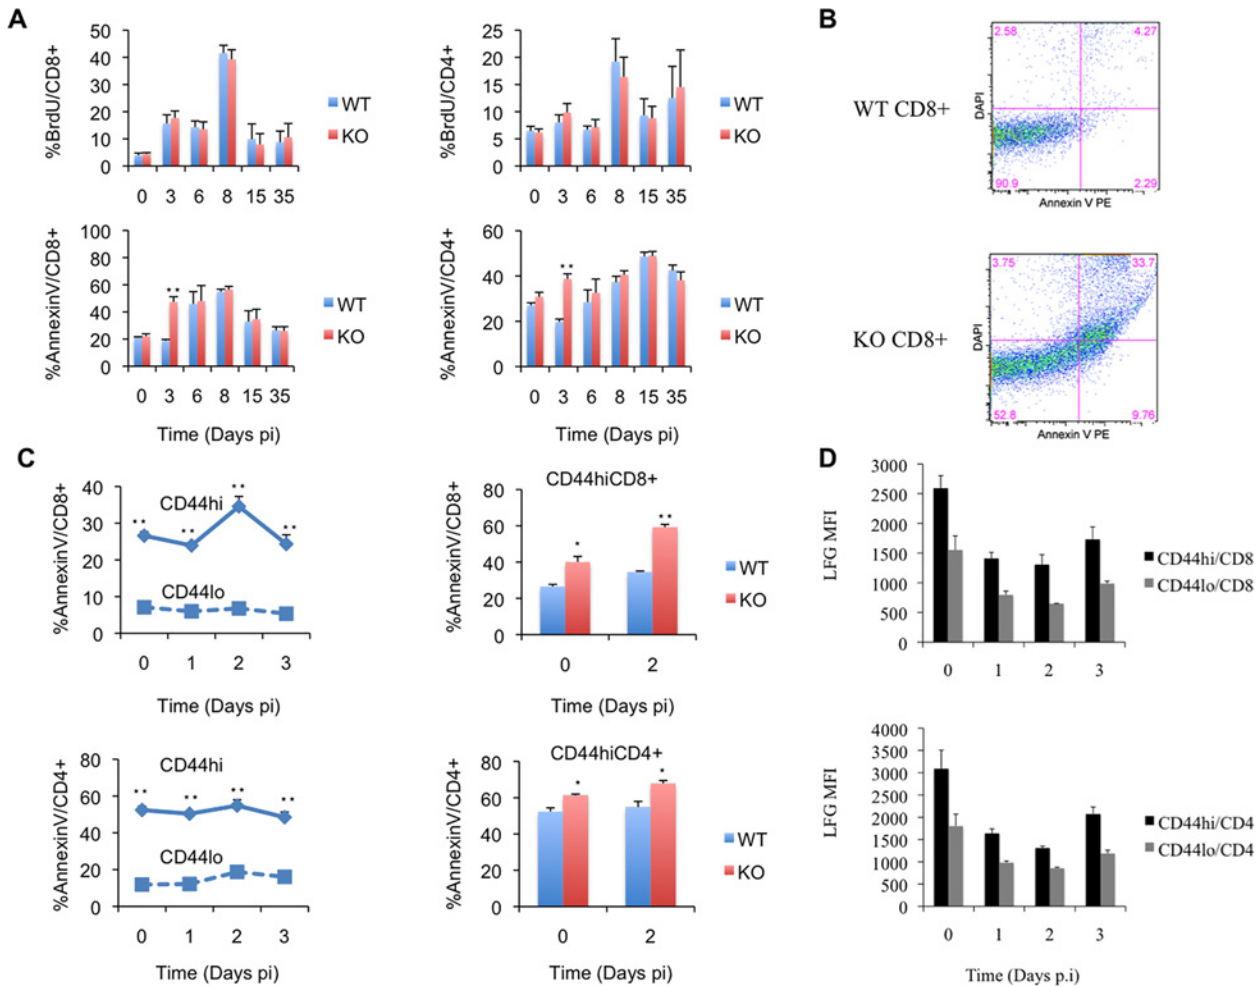 A
%BrdU/CD8+
50
40
30
20
10
0
0 3 6 8 15 35
WT
KO
%BrdU/CD4+
25
20
15
10
5
0
0 3 6 8 15 35
WT
KO
%AnnexinV/CD8+
100
80
60
40
20
0
**
0 3 6 8 15 35
WT
KO
Time (Days pi)
%AnnexinV/CD4+
60
40
20
0
**
0 3 6 8 15 35
WT
KO
Time (Days pi)
B
WT CD8+
DAPI
2.58 4.27
90.9 2.29
Annexin V PE
KO CD8+
DAPI
3.75 33.7
52.8 9.76
Annexin V PE
C
%AnnexinV/CD8+
40
30
20
10
0
CD44hi
** ** ** **
CD44lo
0 1 2 3
Time (Days pi)
CD44hiCD8+
%AnnexinV/CD8+
80
60
40
20
0
* **
0 2
WT
KO
Time (Days pi)
%AnnexinV/CD4+
80
60
40
20
0
CD44hi
** ** ** **
CD44lo
0 1 2 3
Time (Days pi)
CD44hiCD4+
%AnnexinV/CD4+
80
60
40
20
0
* *
0 2
WT
KO
Time (Days pi)
D
LFG MFI
3000
2500
2000
1500
1000
500
0
0 1 2 3
CD44hi/CD8
CD44lo/CD8
LFG MFI
4000
3500
3000
2500
2000
1500
1000
500
0
0 1 2 3
CD44hi/CD4
CD44lo/CD4
Time (Days p.i)